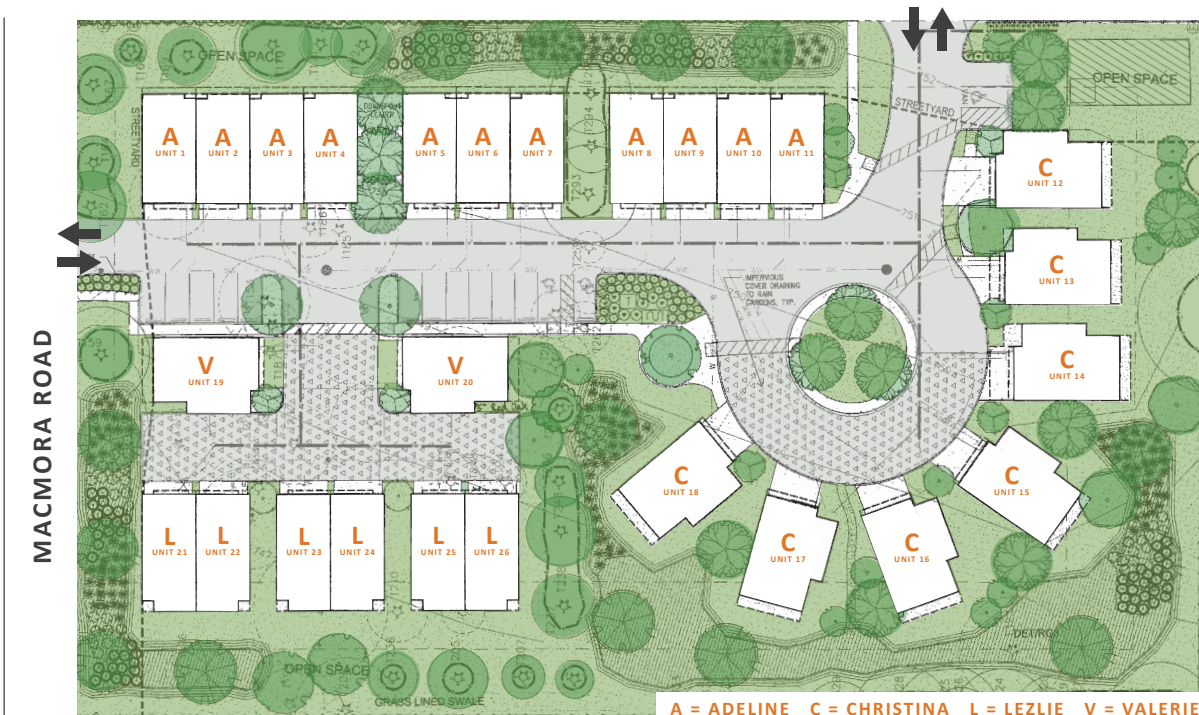 OPEN SPACE
STREETYARD
A
UNIT 1
A
UNIT 2
A
UNIT 3
A
UNIT 4
A
UNIT 5
A
UNIT 6
A
UNIT 7
A
UNIT 8
A
UNIT 9
A
UNIT 10
A
UNIT 11
T294
T293
752
STREETYARD
OPEN SPACE
C
UNIT 12
751
C
UNIT 13
C
UNIT 14
IMPERVIOUS
COVER DRAINING
TO RAIN
GARDENS, TYP.
MACMORA ROAD
V
UNIT 19
V
UNIT 20
C
UNIT 18
C
UNIT 17
C
UNIT 16
C
UNIT 15
L
UNIT 21
L
UNIT 22
L
UNIT 23
L
UNIT 24
L
UNIT 25
L
UNIT 26
OPEN SPACE
GRASS LINED SWALE
A = ADELINE C = CHRISTINA L = LEZLIE V = VALERIE